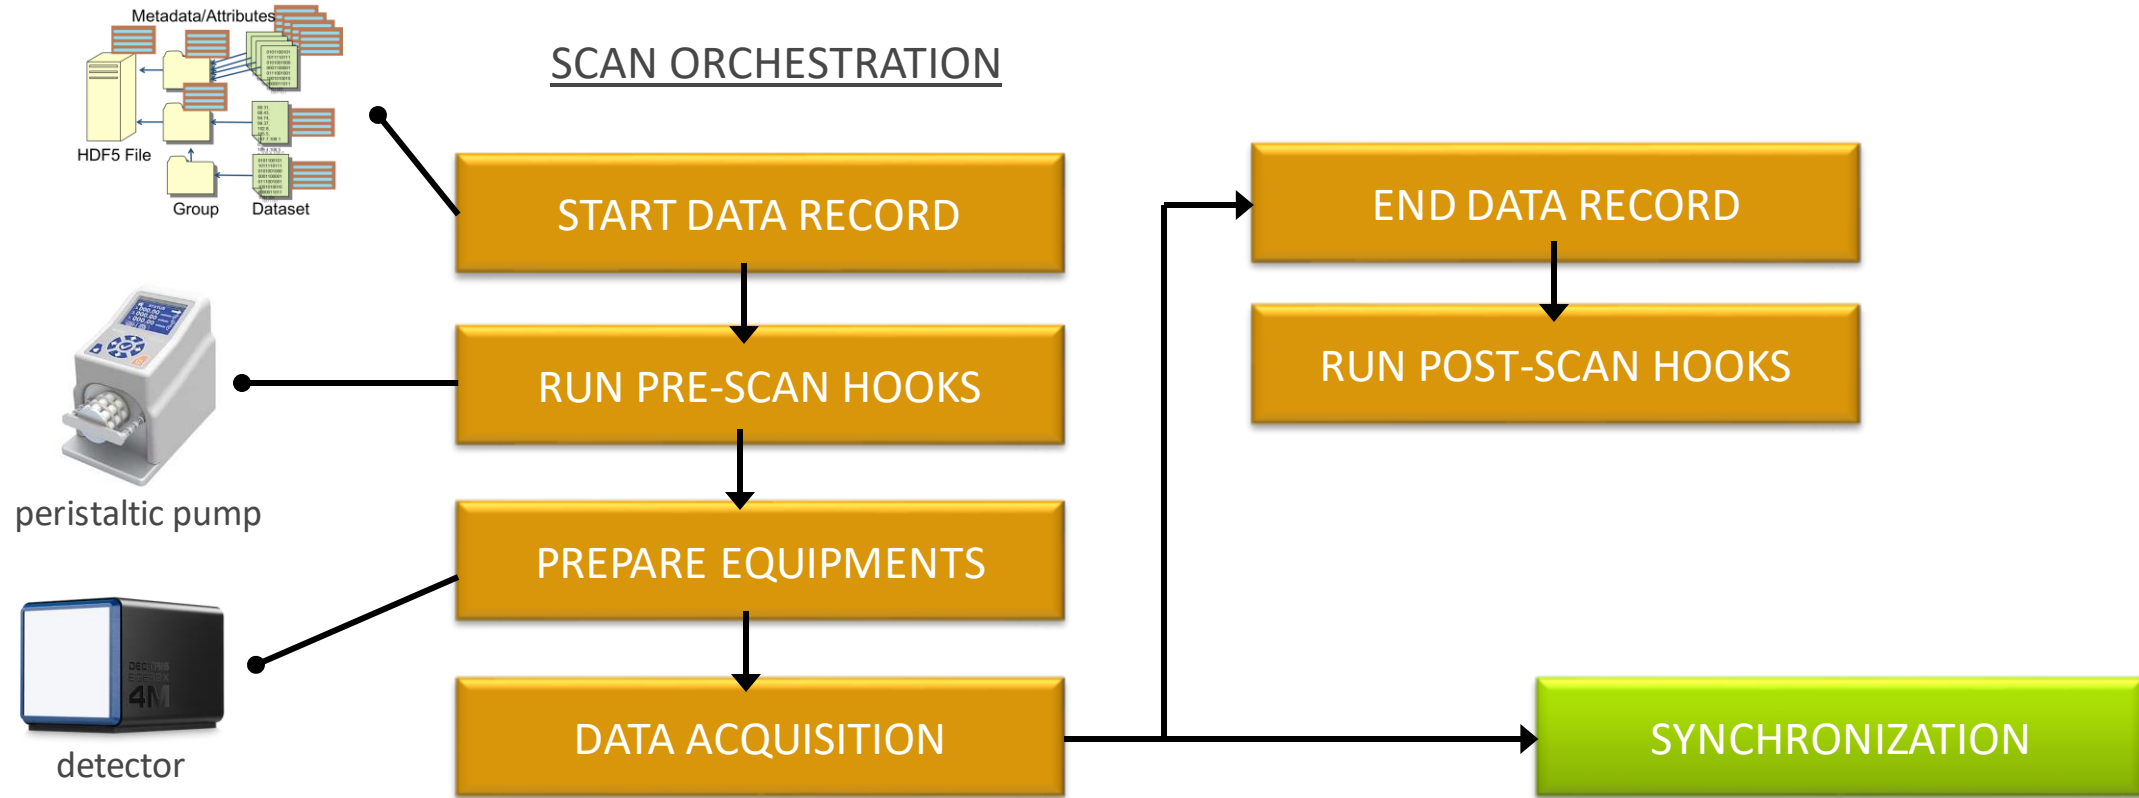 Metadata/Attributes
SCAN ORCHESTRATION
HDF5 File
Group
Dataset
START DATA RECORD
END DATA RECORD
RUN PRE-SCAN HOOKS
RUN POST-SCAN HOOKS
peristaltic pump
PREPARE EQUIPMENTS
4M
detector
DATA ACQUISITION
SYNCHRONIZATION